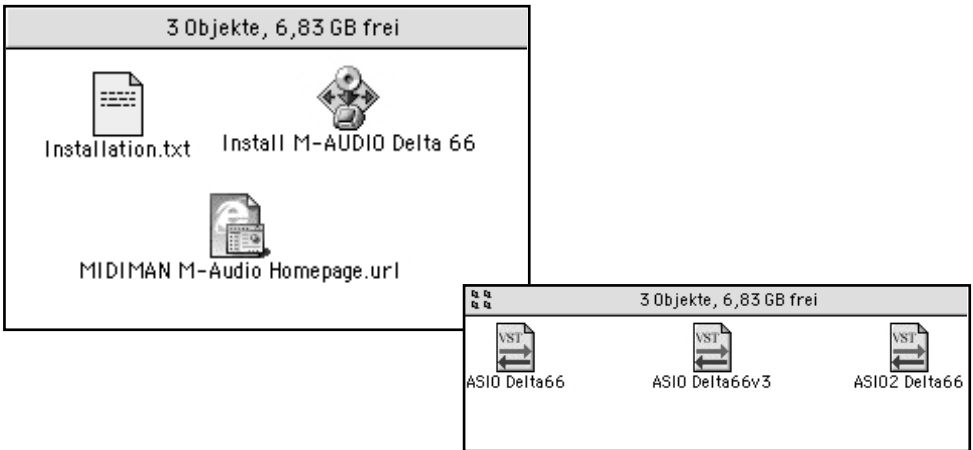 3 Objekte, 6,83 GB frei
Installation.txt
Install M-AUDIO Delta 66
MIDIMAN M-Audio Homepage.url
3 Objekte, 6,83 GB frei
VST
VST
VST
ASIO Delta66
ASIO Delta66v3
ASIO2 Delta66